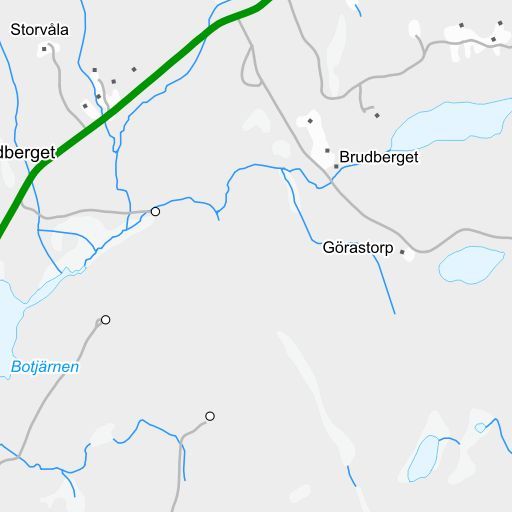 Storvåla
dberget
Brudberget
Görastorp
Botjärnen